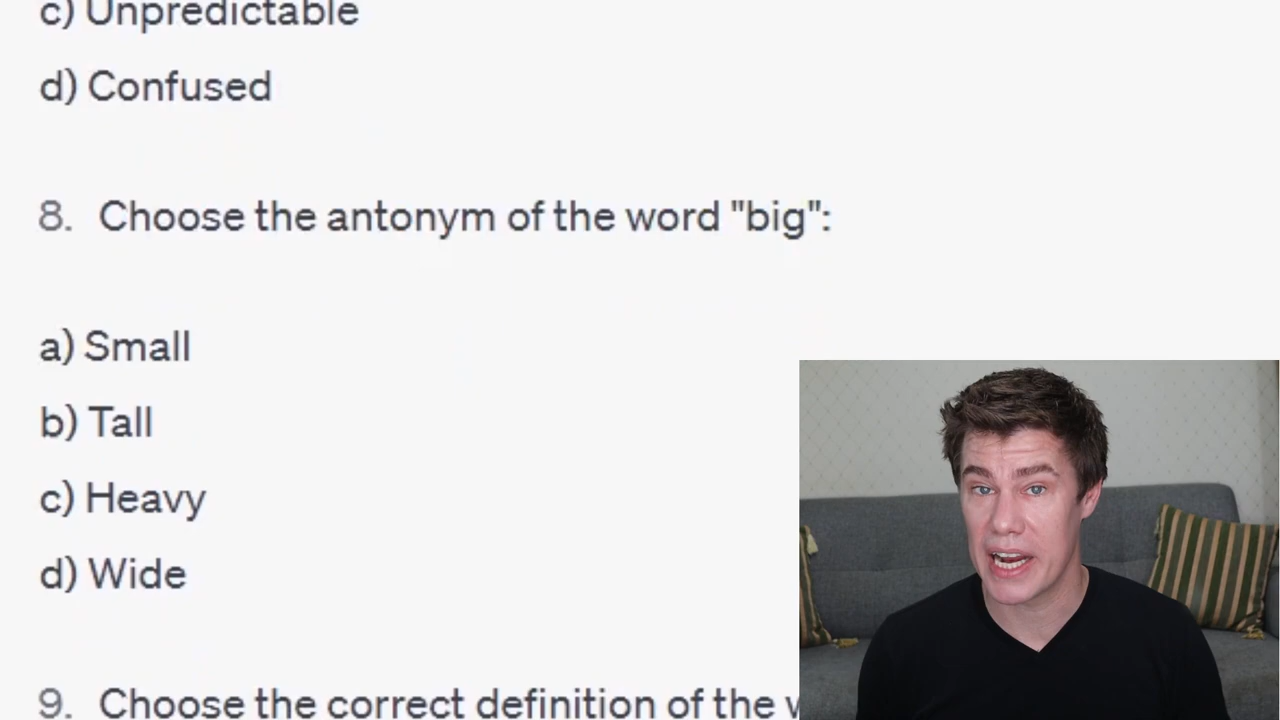 c) Unpredictable
d) Confused
8. Choose the antonym of the word "big":
a) Small
b) Tall
c) Heavy
d) Wide
9. Choose the correct definition of the